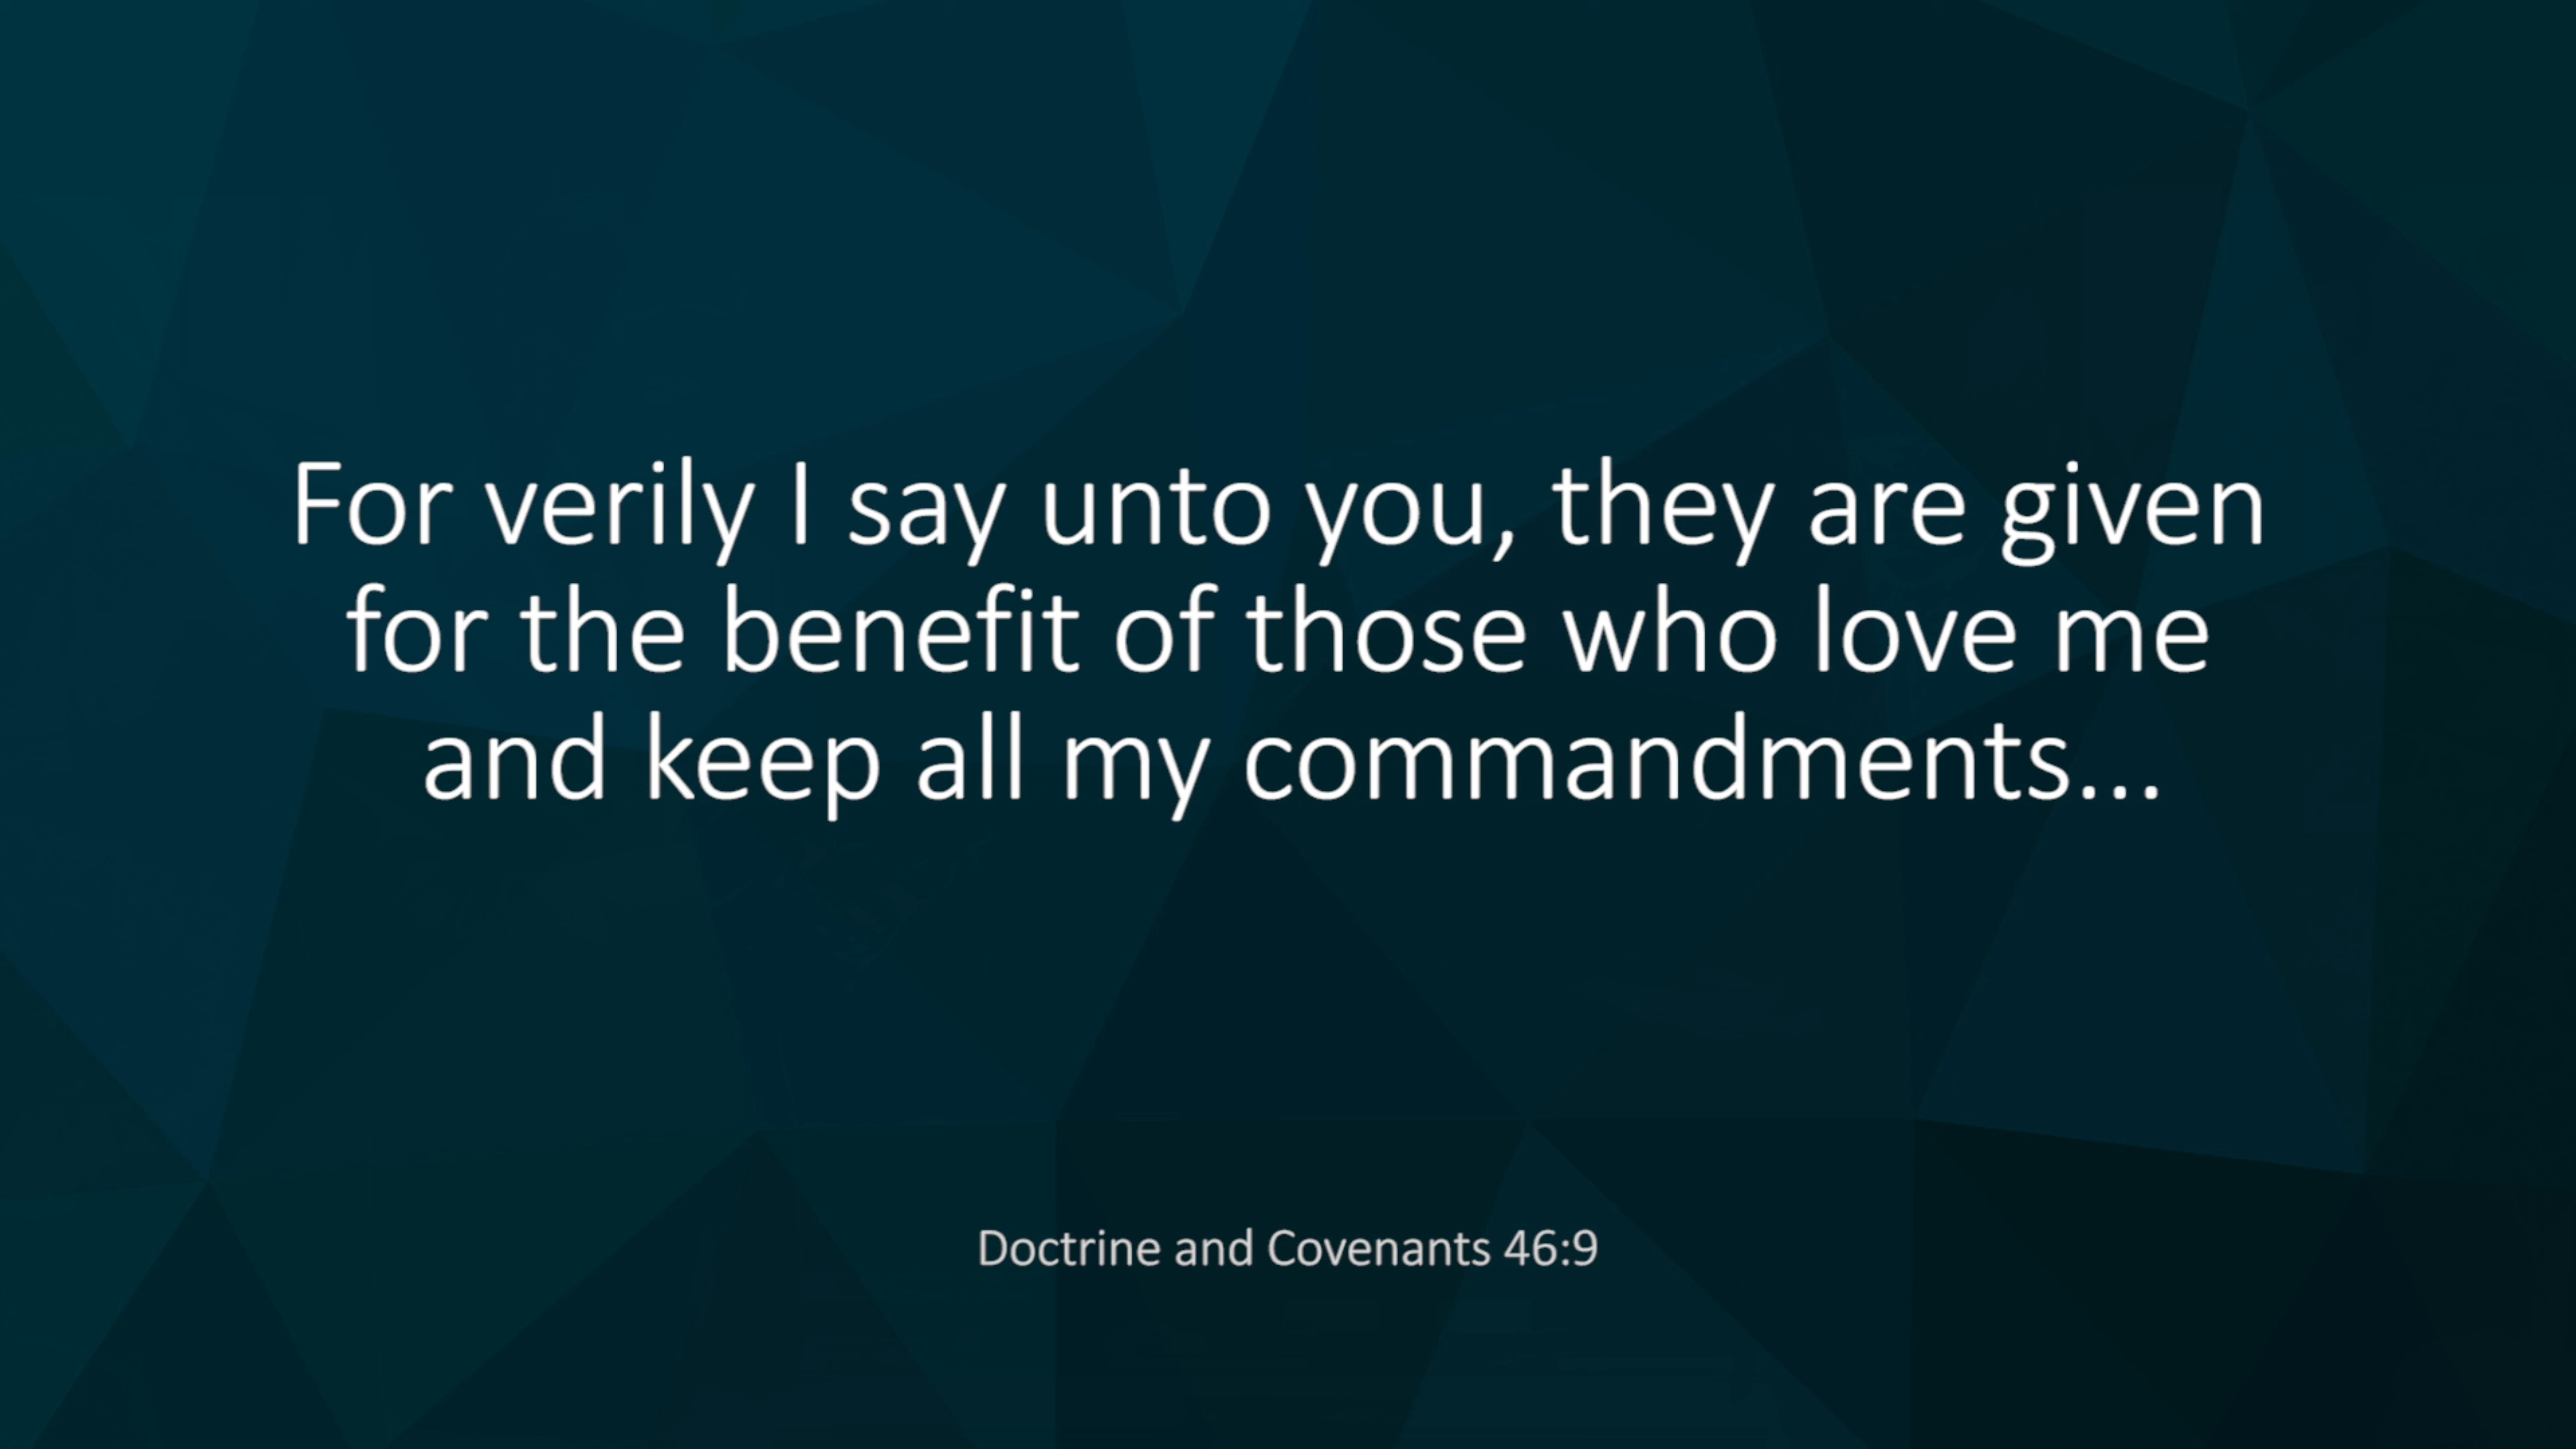 For verily I say unto you, they are given
for the benefit of those who love me
and keep all my commandments...
Doctrine and Covenants 46:9